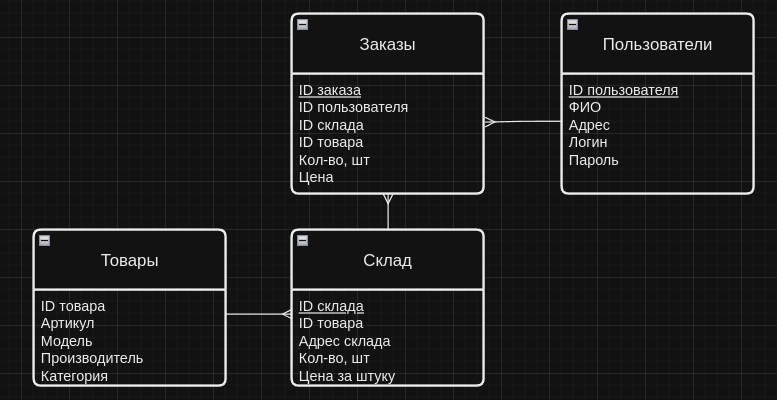 Заказы
ID заказа
ID пользователя
ID склада
ID товара
Кол-во, шт
Цена
Пользователи
ID пользователя
ФИО
Адрес
Логин
Пароль
Товары
ID товара
Артикул
Модель
Производитель
Категория
Склад
ID склада
ID товара
Адрес склада
Кол-во, шт
Цена за штуку